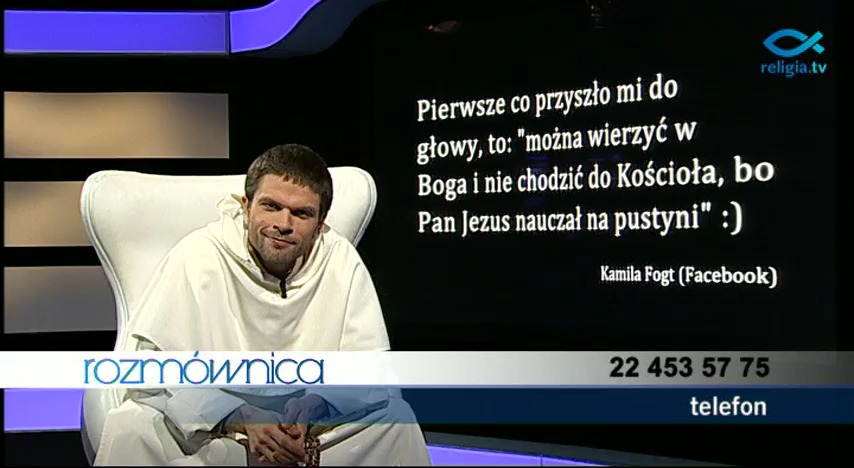 religia.tv
Pierwsze co przyszło mi do
głowy, to: "można wierzyć w
Boga i nie chodzić do Kościoła, bo
Pan Jezus nauczał na pustyni" :)
Kamila Fogt (Facebook)
rozmównica
22 453 57 75
telefon